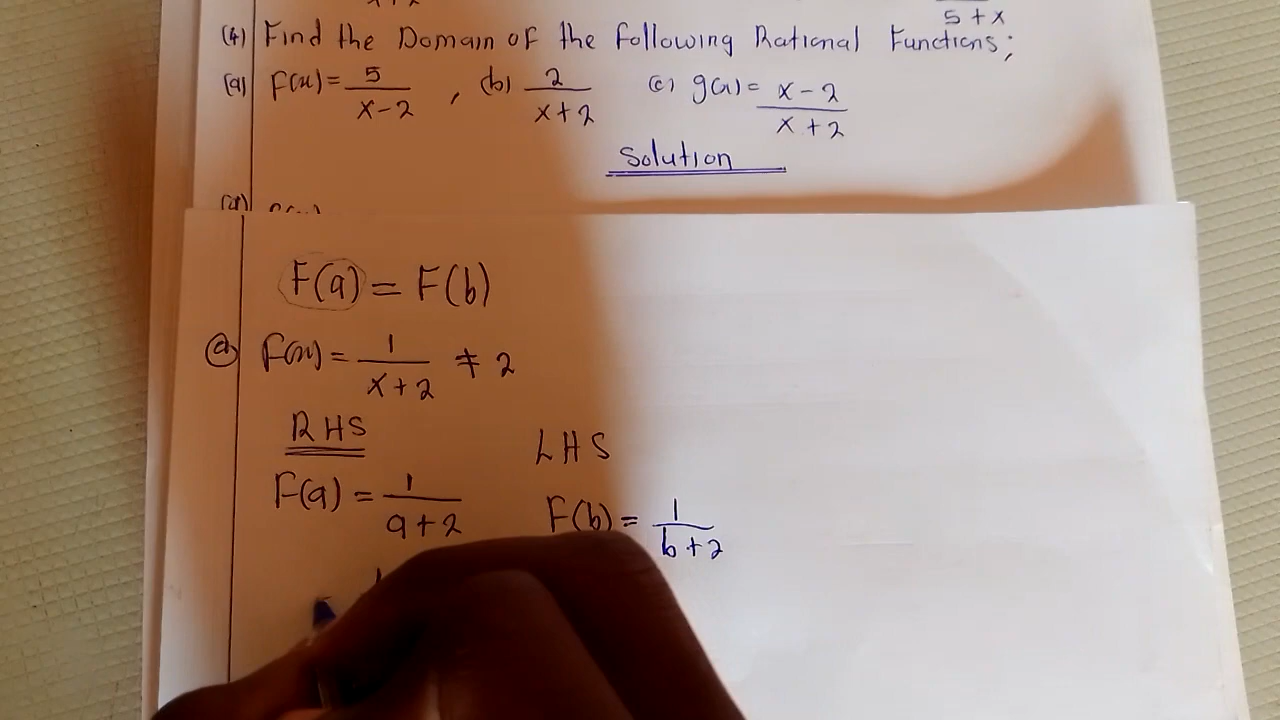 5 + x
(4) Find the Domain of the following Rational Functions;
(a) F(x) = 5 / x - 2 , (b) 2 / x + 2 (c) g(x) = x - 2 / x + 2
Solution
F(a) = F(b)
(a) F(x) = 1 / x + 2 ≠ 2
RHS LHS
F(a) = 1 / a + 2 F(b) = 1 / b + 2